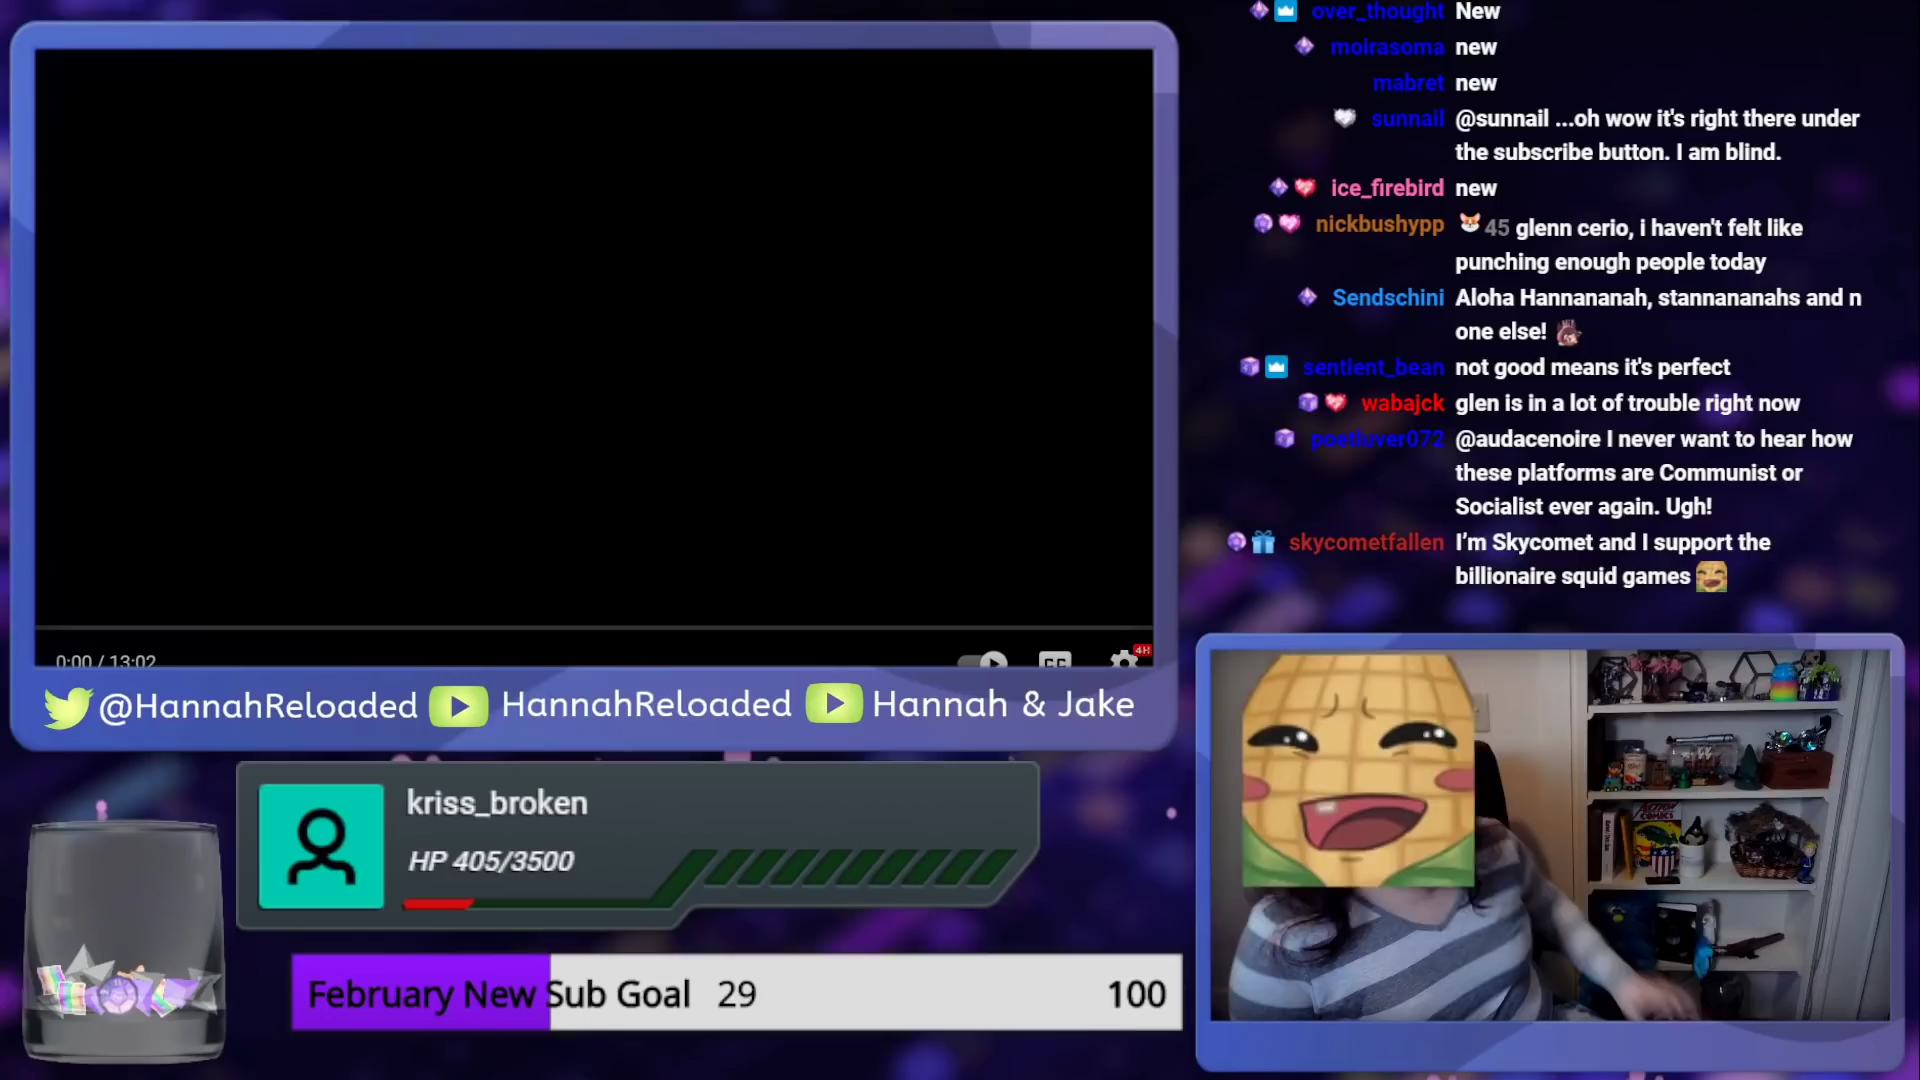 over_thought New
moirasoma new
mabret new
sunnail @sunnail ...oh wow it's right there under
the subscribe button. I am blind.
ice_firebird new
nickbushypp 45 glenn cerio, i haven't felt like
punching enough people today
Sendschini Aloha Hannananah, stannananahs and n
one else!
sentient_bean not good means it's perfect
wabajck glen is in a lot of trouble right now
poetluver072 @audacenoire I never want to hear how
these platforms are Communist or
Socialist ever again. Ugh!
skycometfallen I'm Skycomet and I support the
billionaire squid games
0:00 / 13:02
CC
4K
@HannahReloaded HannahReloaded Hannah & Jake
kriss_broken
HP 405/3500
February New Sub Goal 29 100
ACTION
COMICS